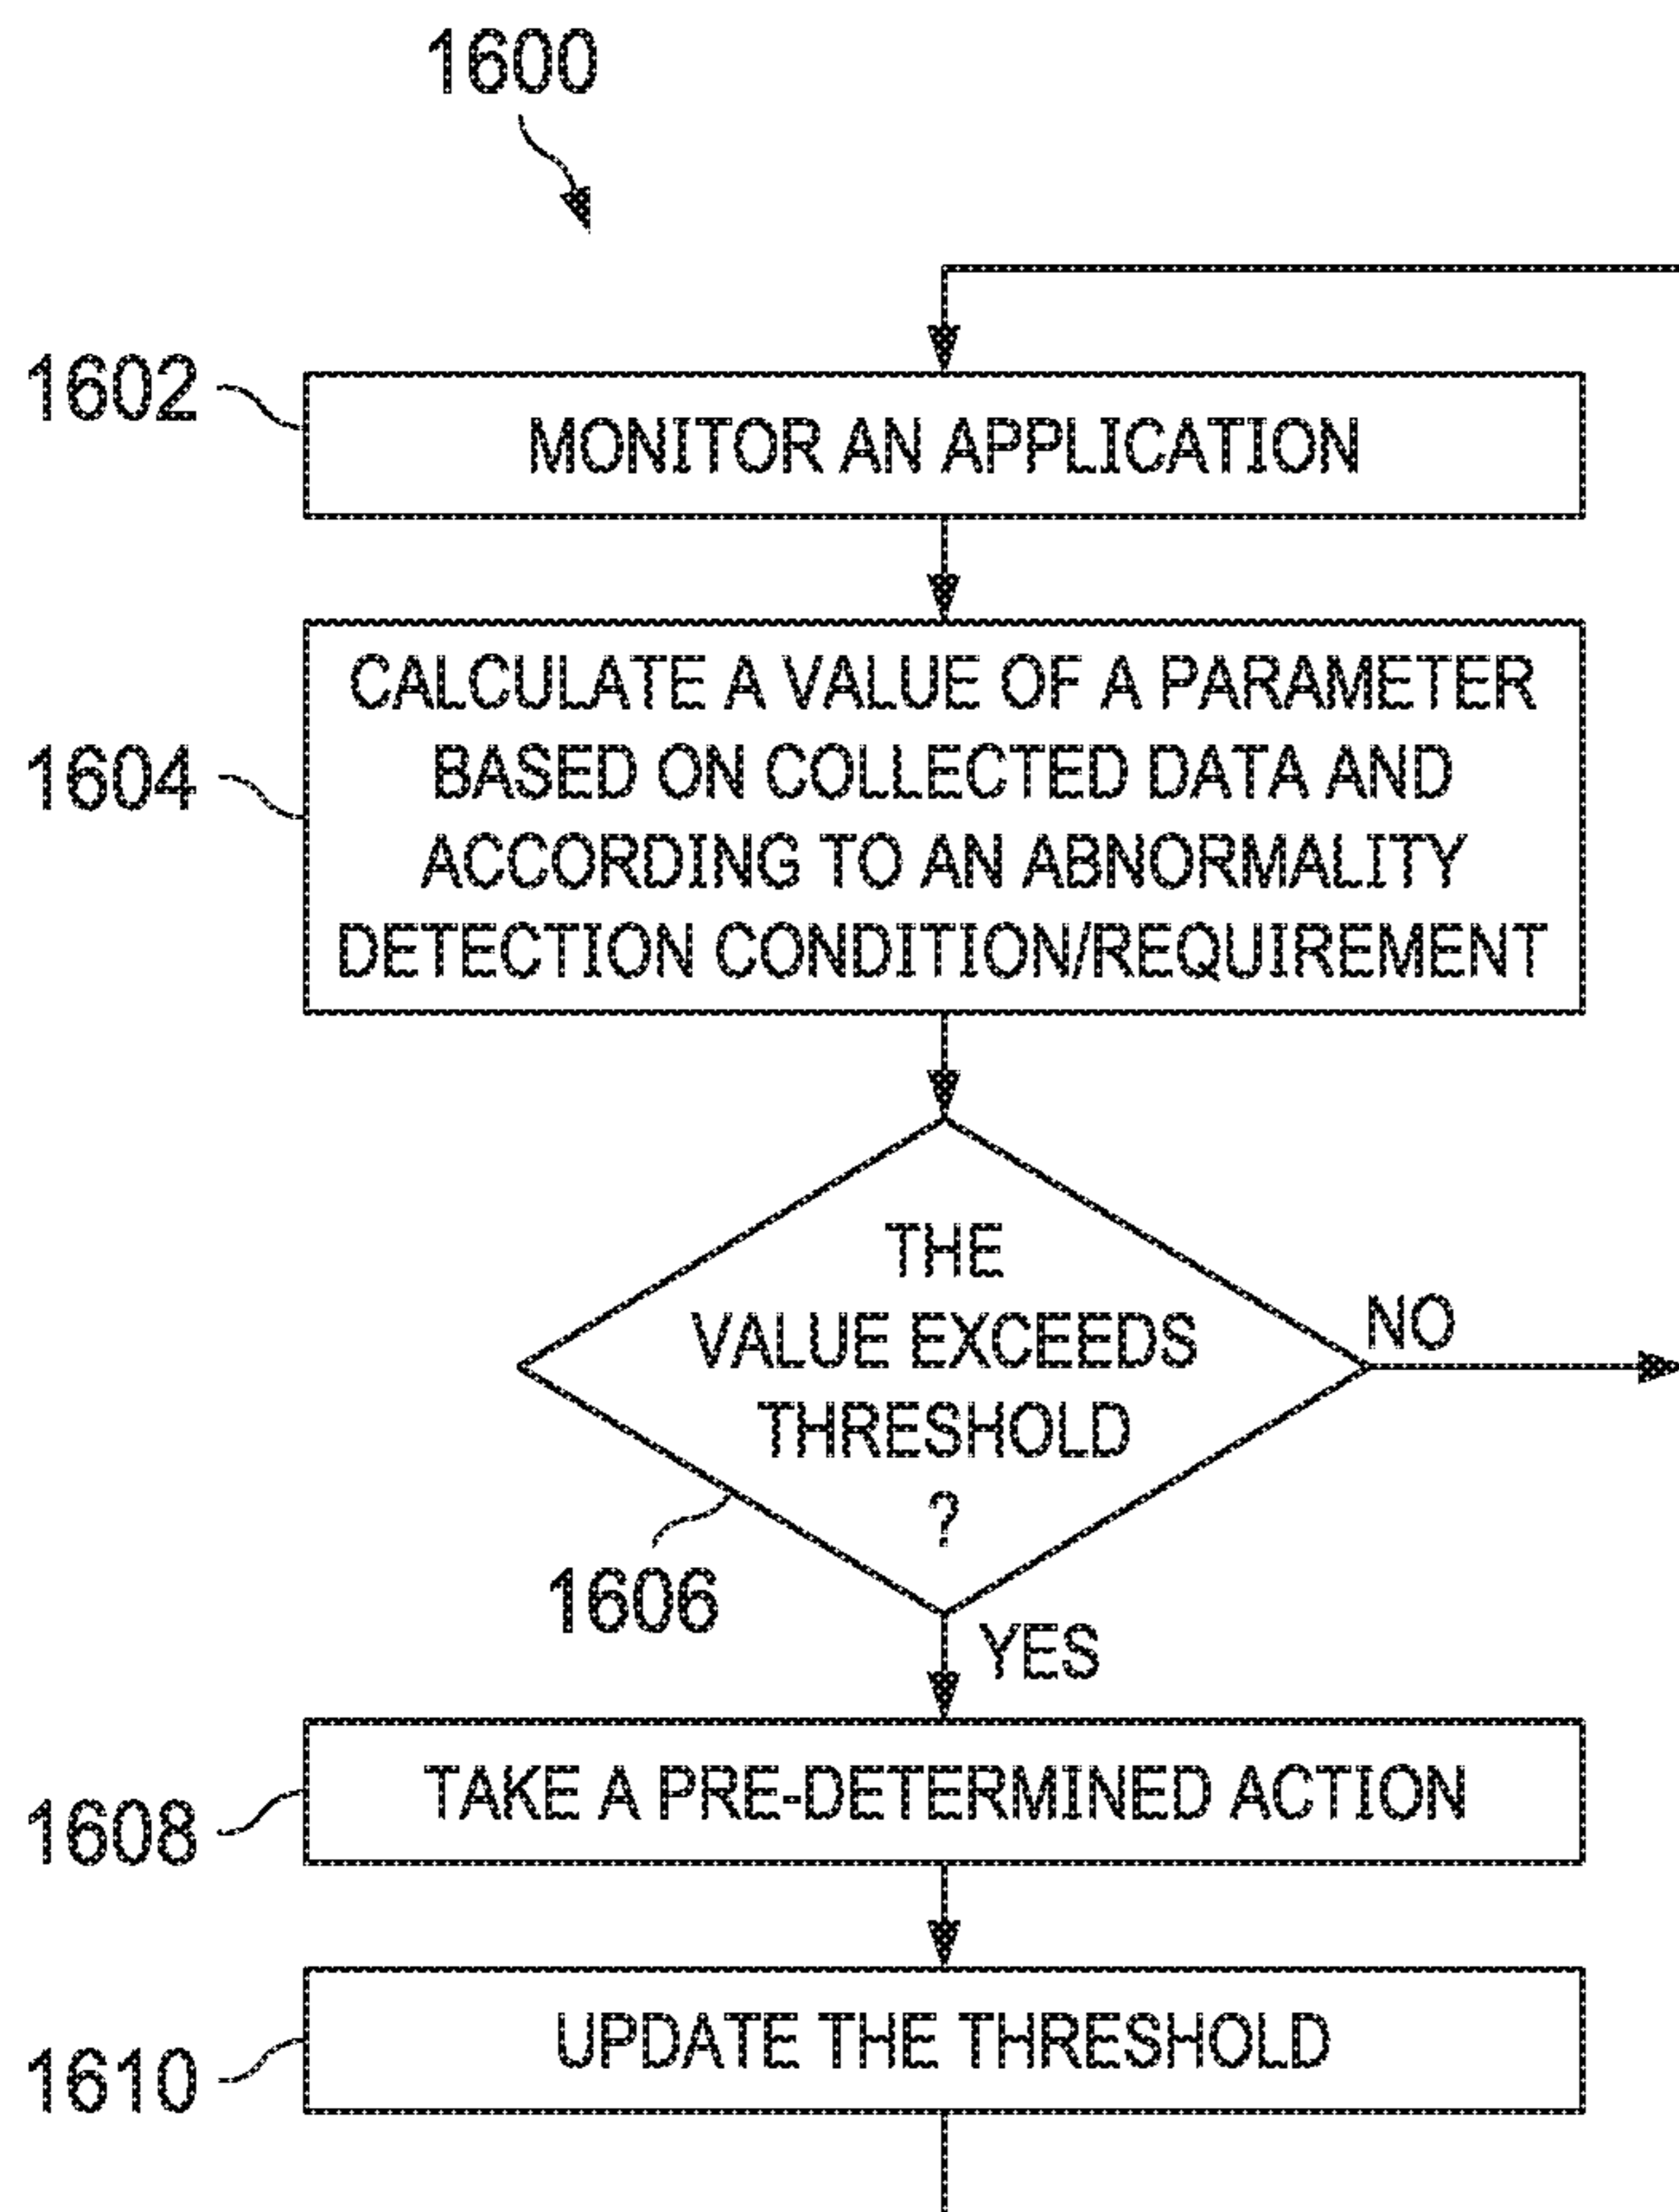 1600
1602
MONITOR AN APPLICATION
1604
CALCULATE A VALUE OF A PARAMETER
BASED ON COLLECTED DATA AND
ACCORDING TO AN ABNORMALITY
DETECTION CONDITION/REQUIREMENT
THE
VALUE EXCEEDS
THRESHOLD
?
NO
1606
YES
1608
TAKE A PRE-DETERMINED ACTION
1610
UPDATE THE THRESHOLD